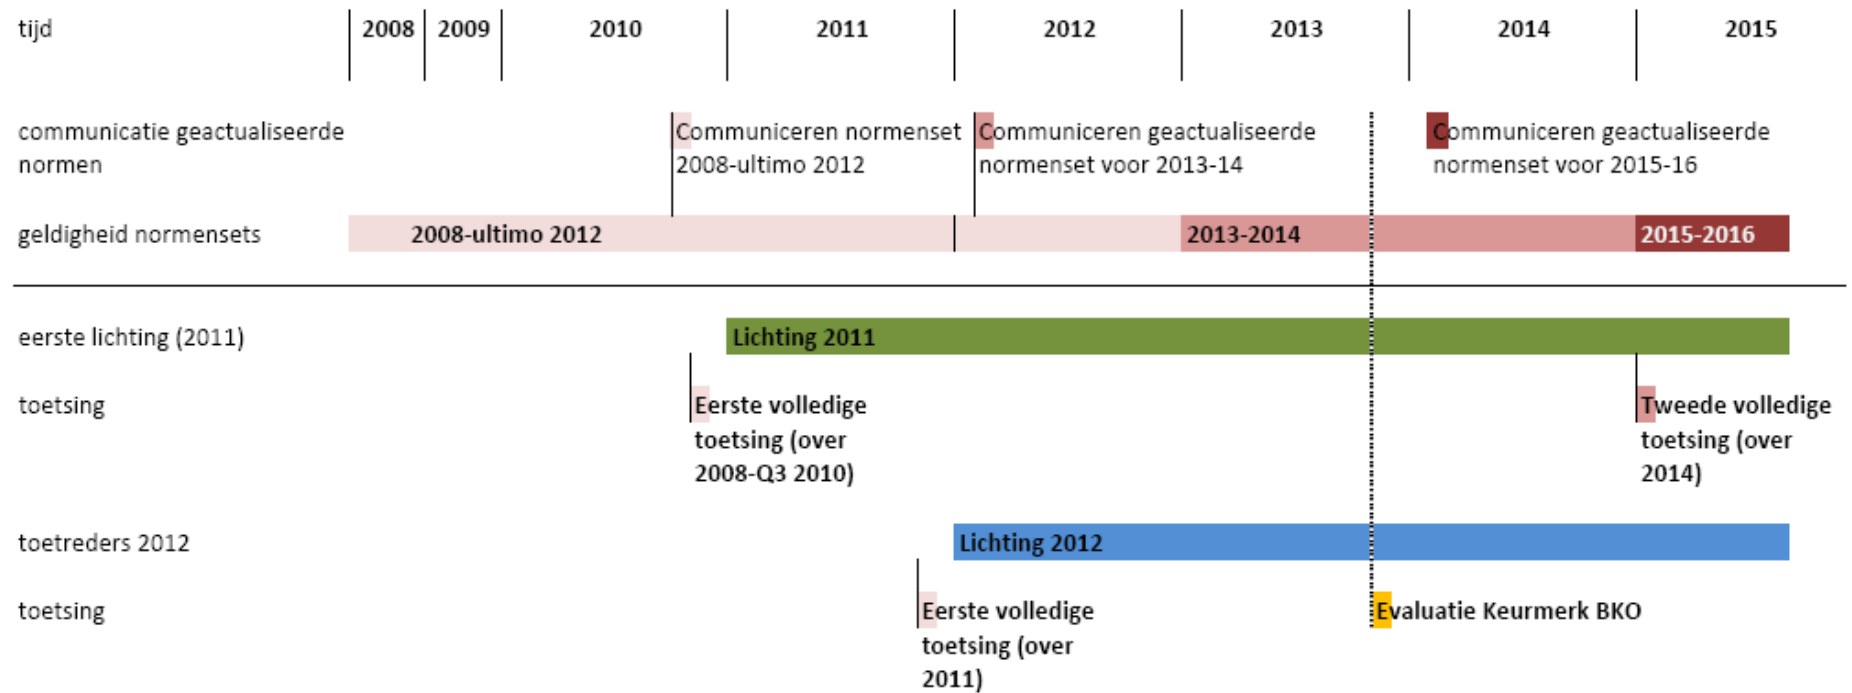 tijd 2008 2009 2010 2011 2012 2013 2014 2015
communicatie geactualiseerde normen
Communiceren normenset
2008-ultimo 2012
Communiceren geactualiseerde
normenset voor 2013-14
Communiceren geactualiseerde
normenset voor 2015-16
geldigheid normensets 2008-ultimo 2012 2013-2014 2015-2016
eerste lichting (2011) Lichting 2011
toetsing
Eerste volledige
toetsing (over
2008-Q3 2010)
Tweede volledige
toetsing (over
2014)
toetreders 2012 Lichting 2012
toetsing
Eerste volledige
toetsing (over
2011)
Evaluatie Keurmerk BKO